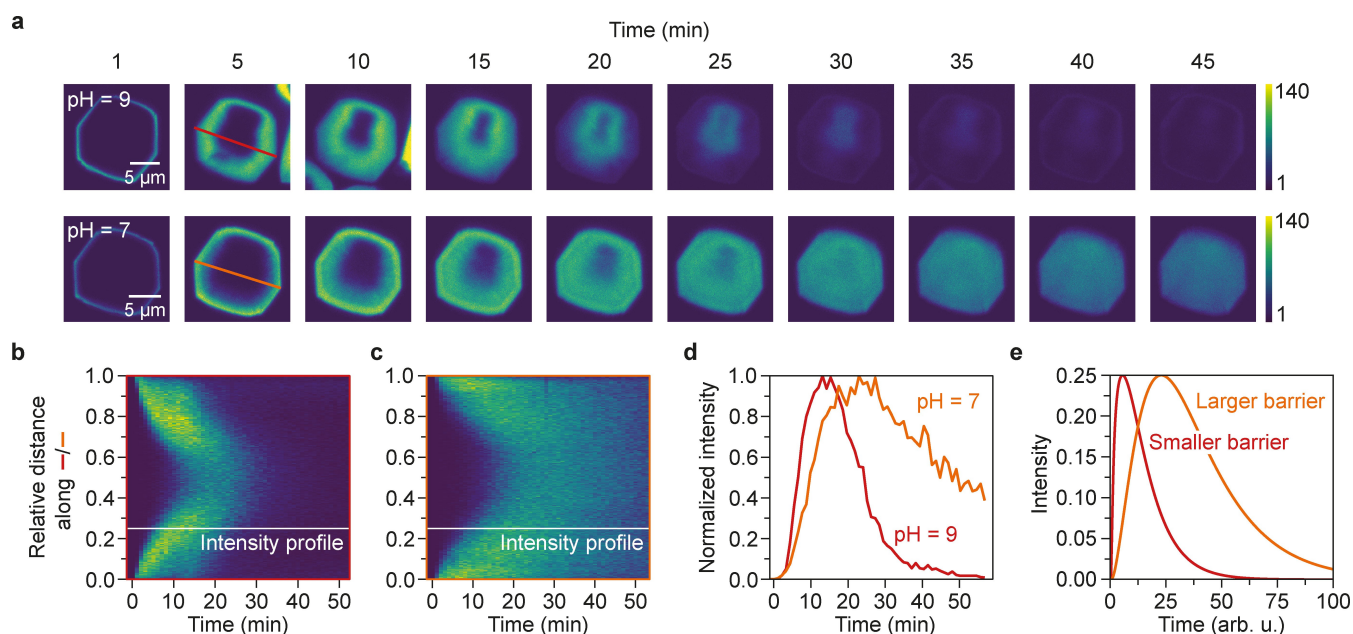 a
Time (min)
1 5 10 15 20 25 30 35 40 45
pH = 9
5 µm
140
1
pH = 7
5 µm
140
1
b
Relative distance
along –/–
1.0
0.8
0.6
0.4
0.2
0.0
Intensity profile
0 10 20 30 40 50
Time (min)
c
1.0
0.8
0.6
0.4
0.2
0.0
Intensity profile
0 10 20 30 40 50
Time (min)
d
Normalized intensity
1.0
0.8
0.6
0.4
0.2
0.0
pH = 7
pH = 9
0 10 20 30 40 50
Time (min)
e
Intensity
0.25
0.20
0.15
0.10
0.05
0.00
Larger barrier
Smaller barrier
0 25 50 75 100
Time (arb. u.)